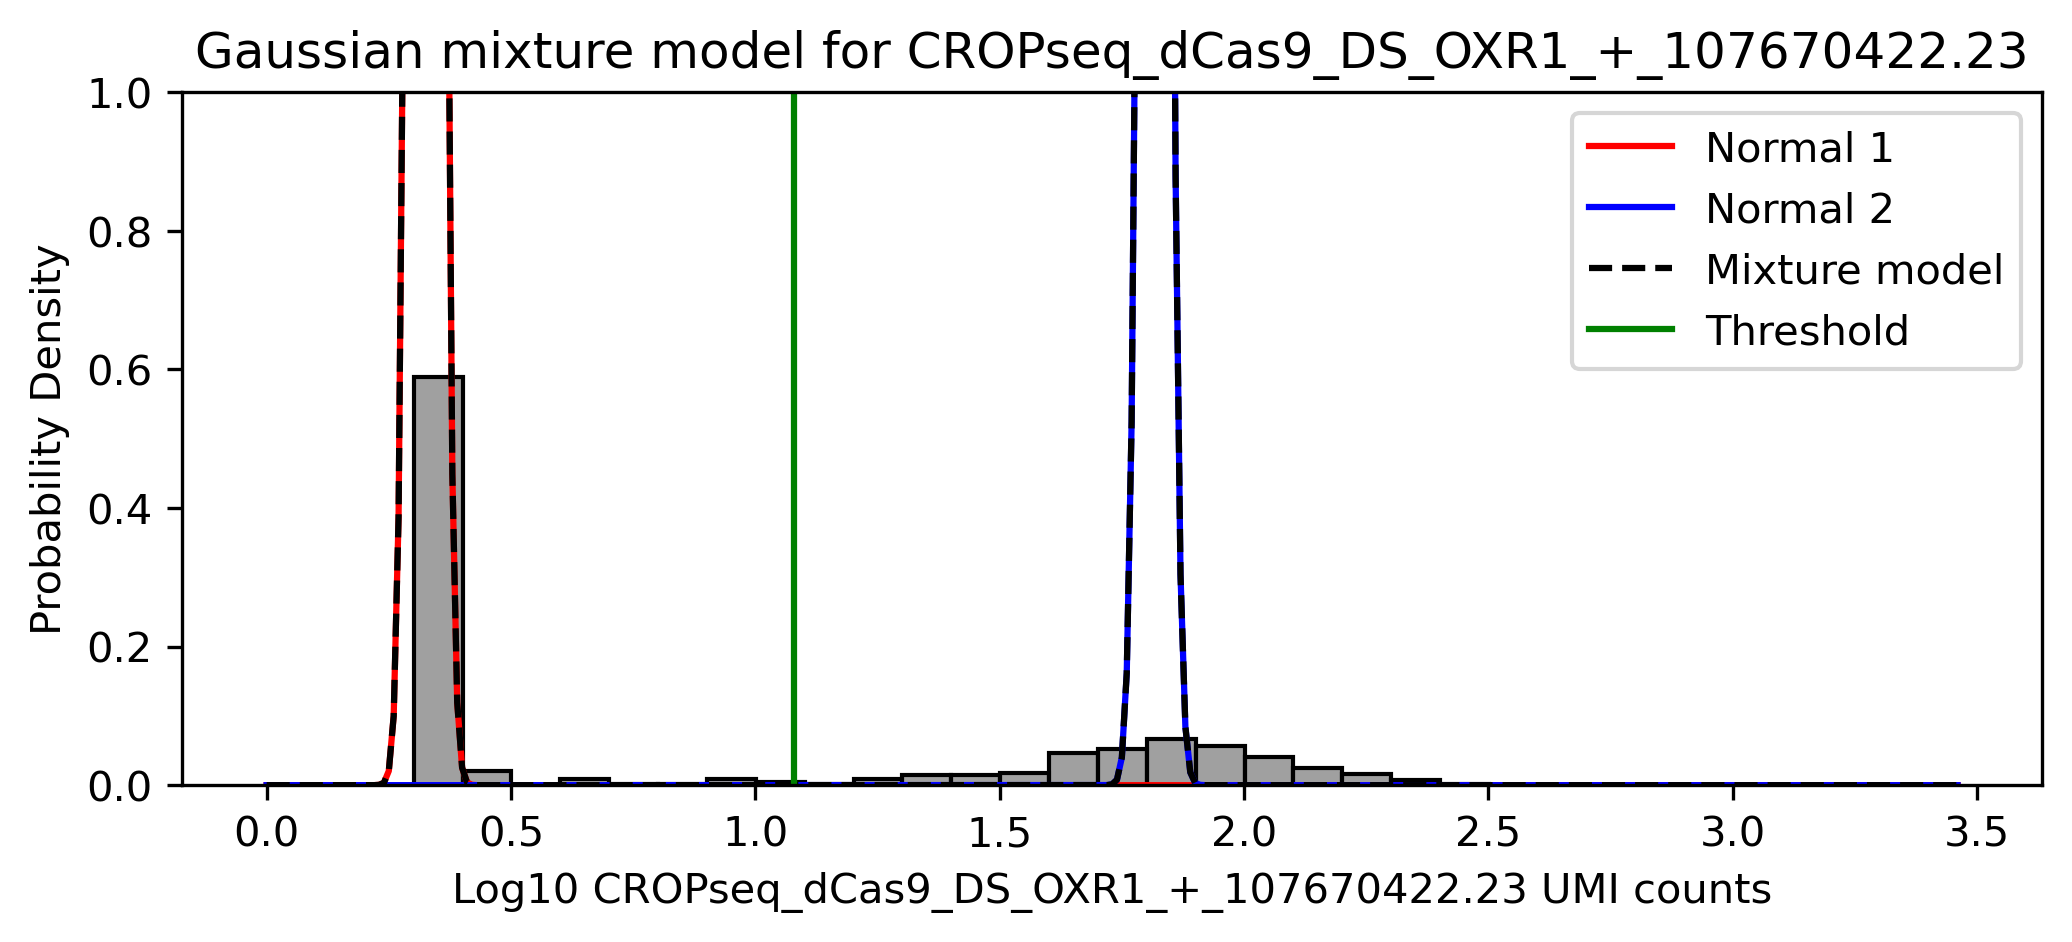 Gaussian mixture model for CROPseq_dCas9_DS_OXR1_+_107670422.23
1.0
0.8
0.6
0.4
0.2
0.0
Probability Density
Normal 1
Normal 2
Mixture model
Threshold
0.0 0.5 1.0 1.5 2.0 2.5 3.0 3.5
Log10 CROPseq_dCas9_DS_OXR1_+_107670422.23 UMI counts